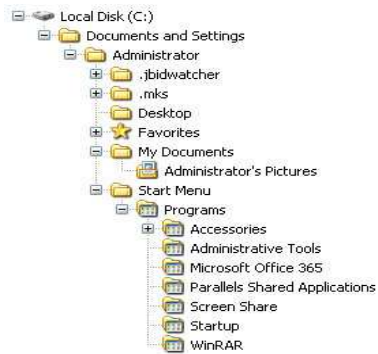 Local Disk (C:)
Documents and Settings
Administrator
.jbidwatcher
.mks
Desktop
Favorites
My Documents
Administrator's Pictures
Start Menu
Programs
Accessories
Administrative Tools
Microsoft Office 365
Parallels Shared Applications
Screen Share
Startup
WinRAR